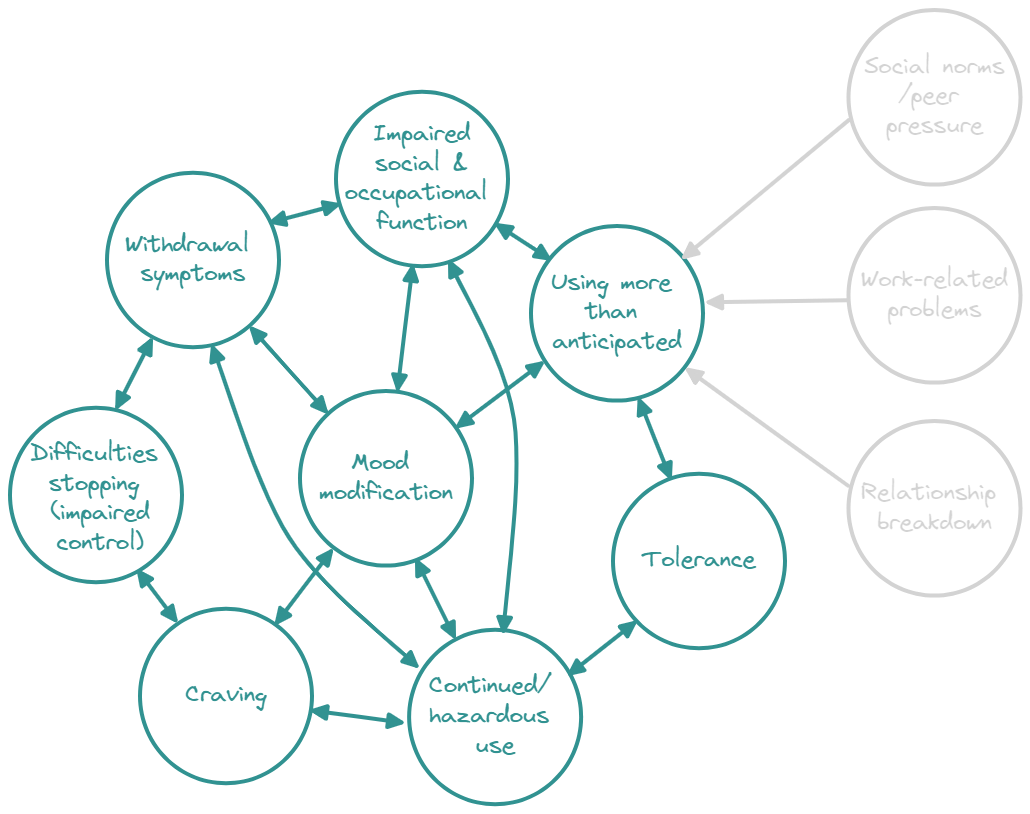 Social norms
/peer
pressure
Impaired
social &
occupational
function
Withdrawal
symptoms
Using more
than
anticipated
Work-related
problems
Difficulties
stopping
(impaired
control)
Mood
modification
Relationship
breakdown
Tolerance
Craving
Continued/
hazardous
use